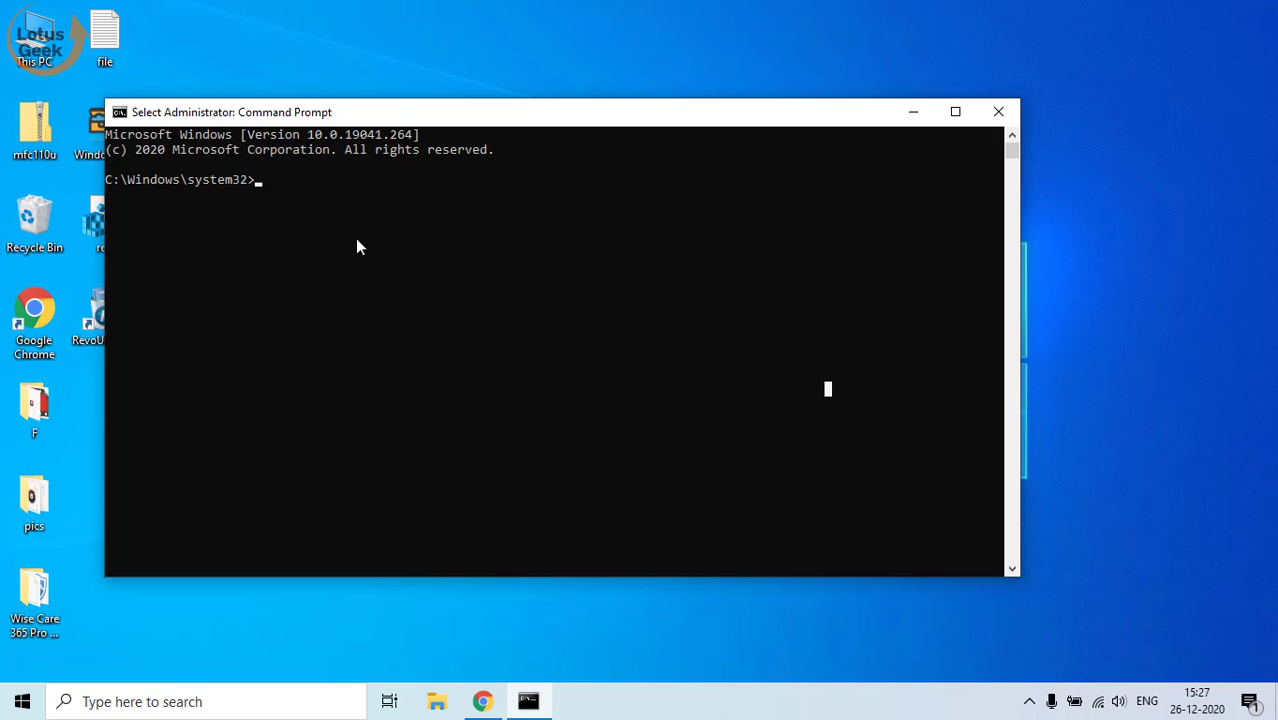 Lotus
Geek
This PC
file
mfc110u
Wind
Recycle Bin
re
Google
Chrome
RevoU
F
pics
Wise Care
365 Pro ...
Select Administrator: Command Prompt
Microsoft Windows [Version 10.0.19041.264]
(c) 2020 Microsoft Corporation. All rights reserved.
C:\Windows\system32>
Type here to search
ENG
15:27
26-12-2020
1